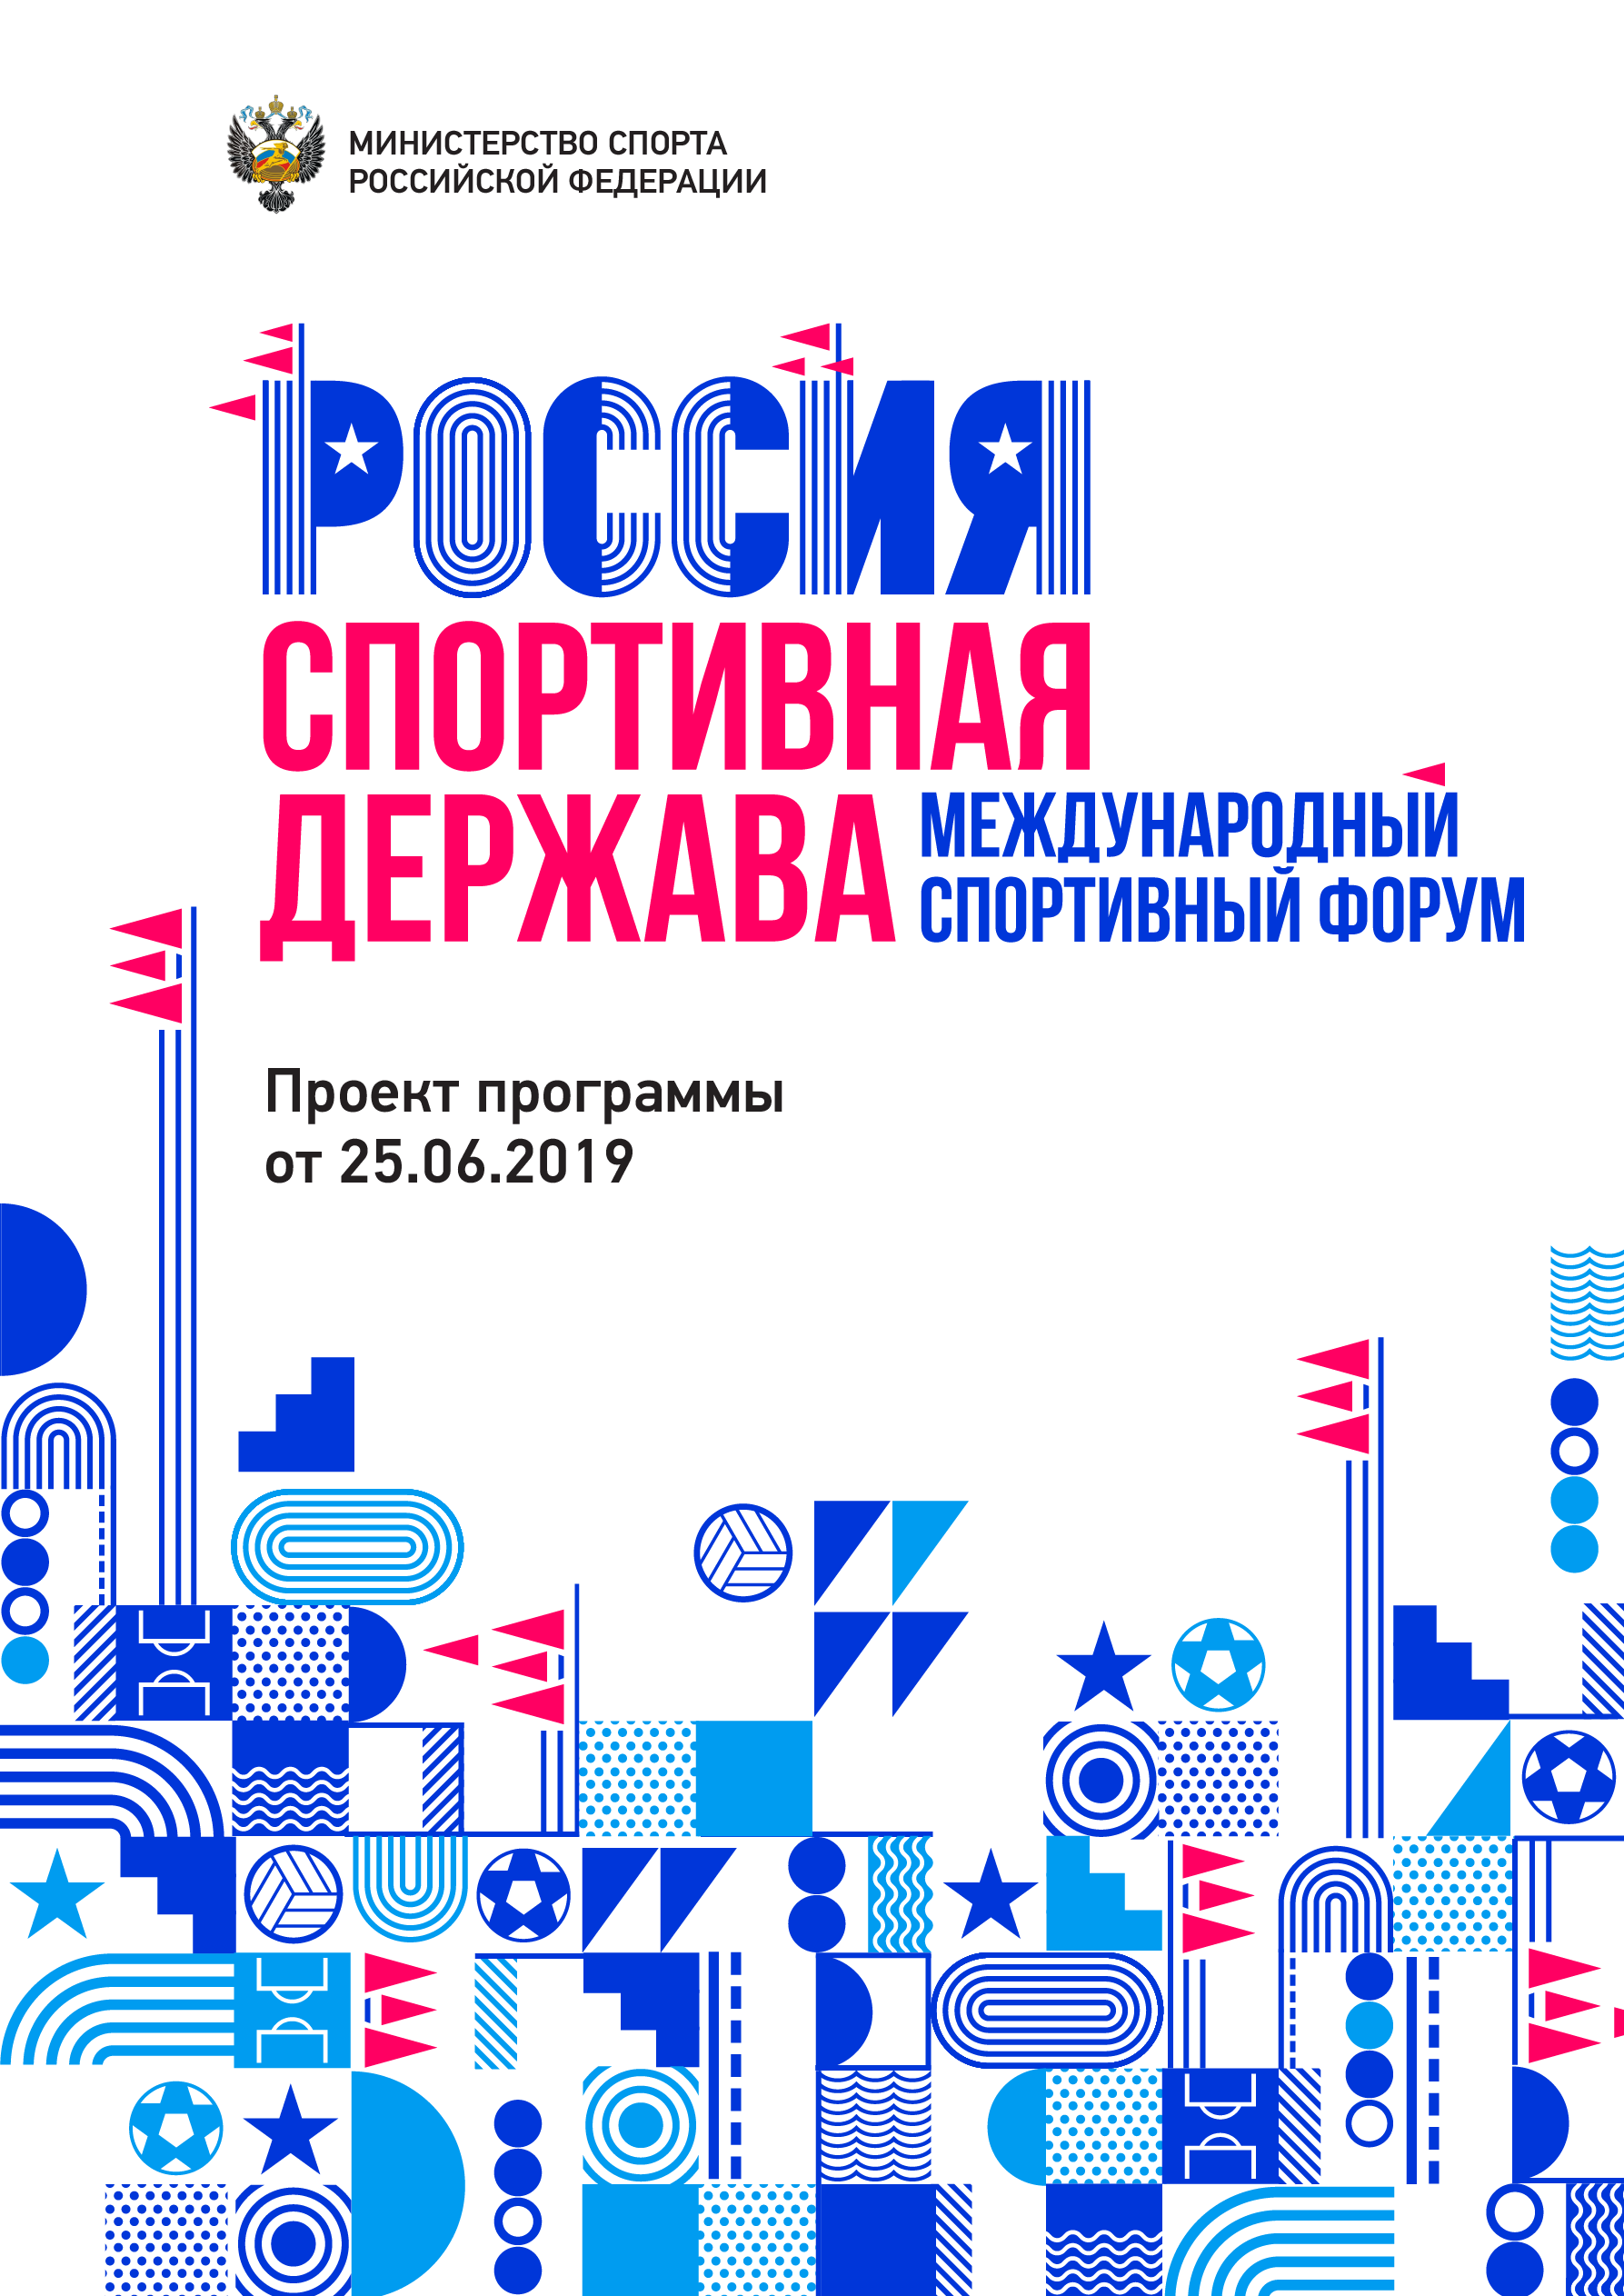 МИНИСТЕРСТВО СПОРТА
РОССИЙСКОЙ ФЕДЕРАЦИИ
РОССИЯ
СПОРТИВНАЯ
ДЕРЖАВА
МЕЖДУНАРОДНЫЙ
СПОРТИВНЫЙ ФОРУМ
Проект программы
от 25.06.2019